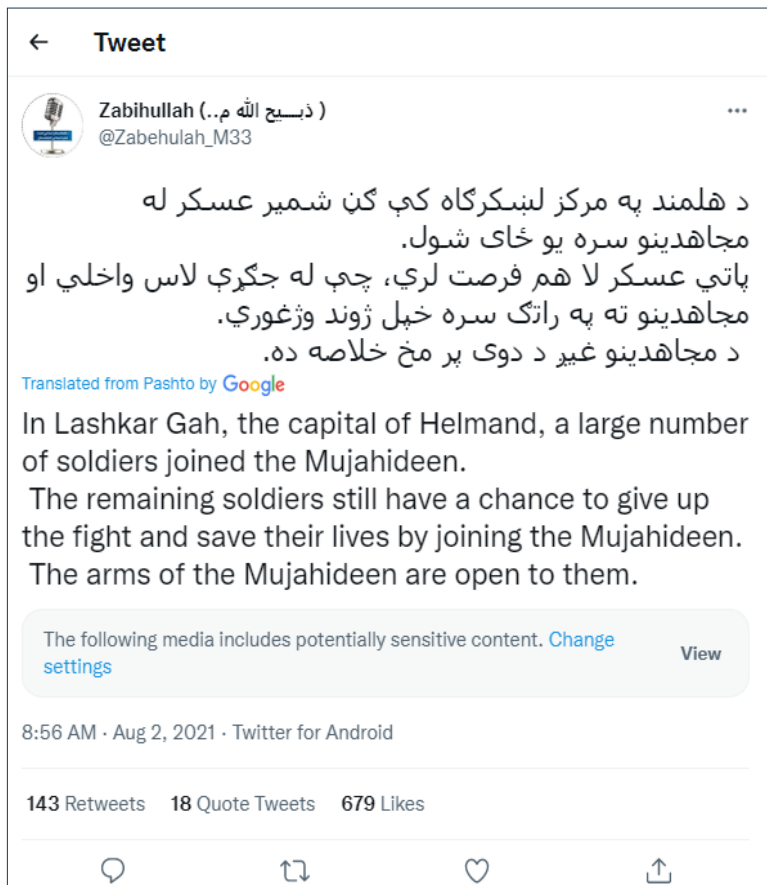 Tweet
Zabihullah (ذبـــيح الله م..)
@Zabehulah_M33
د هلمند په مرکز لښکرګاه کې ګڼ شمیر عسکر له
مجاهدینو سره یو ځای شول.
پاتي عسکر لا هم فرصت لري، چې له جګړې لاس واخلي او
مجاهدینو ته په راتګ سره خپل ژوند وژغوري.
د مجاهدینو غیږ د دوی پر مخ خلاصه ده.
Translated from Pashto by Google
In Lashkar Gah, the capital of Helmand, a large number
of soldiers joined the Mujahideen.
The remaining soldiers still have a chance to give up
the fight and save their lives by joining the Mujahideen.
The arms of the Mujahideen are open to them.
The following media includes potentially sensitive content. Change
settings
View
8:56 AM · Aug 2, 2021 · Twitter for Android
143 Retweets 18 Quote Tweets 679 Likes